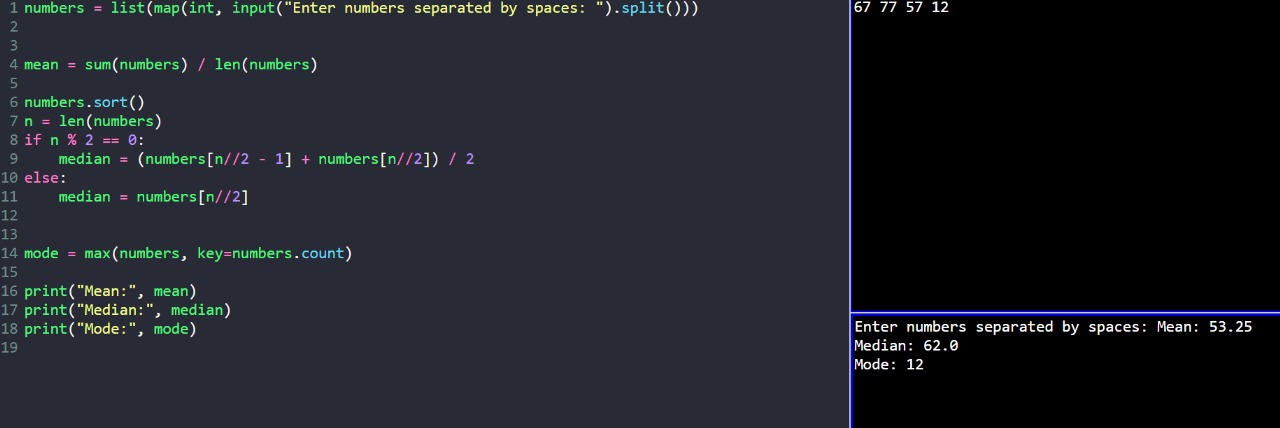 1 numbers = list(map(int, input("Enter numbers separated by spaces: ").split()))
2
3
4 mean = sum(numbers) / len(numbers)
5
6 numbers.sort()
7 n = len(numbers)
8 if n % 2 == 0:
9     median = (numbers[n//2 - 1] + numbers[n//2]) / 2
10 else:
11     median = numbers[n//2]
12
13
14 mode = max(numbers, key=numbers.count)
15
16 print("Mean:", mean)
17 print("Median:", median)
18 print("Mode:", mode)
19
67 77 57 12
Enter numbers separated by spaces: Mean: 53.25
Median: 62.0
Mode: 12